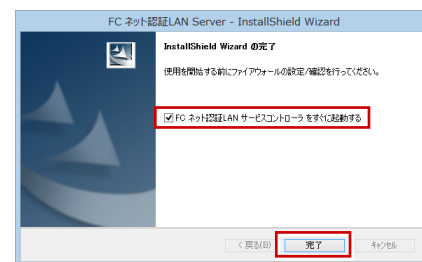 FC ネット認証LAN Server - InstallShield Wizard
InstallShield Wizard の完了
使用を開始する前にファイアウォールの設定/確認を行ってください。
FC ネット認証LAN サービスコントローラ をすぐに起動する
< 戻る(B)
完了
キャンセル